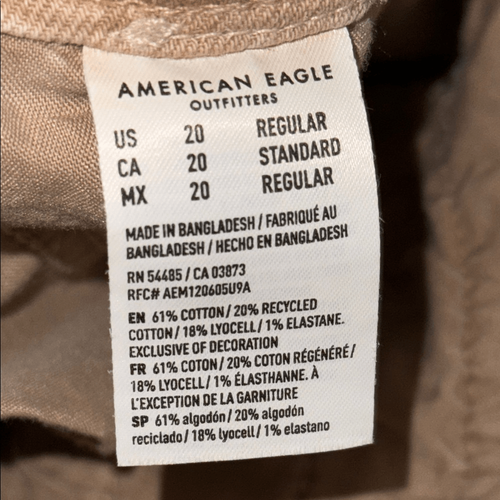 AMERICAN EAGLE
OUTFITTERS
US 20 REGULAR
CA 20 STANDARD
MX 20 REGULAR
MADE IN BANGLADESH / FABRIQUÉ AU
BANGLADESH / HECHO EN BANGLADESH
RN 54485 / CA 03873
RFC# AEM120605U9A
EN 61% COTTON / 20% RECYCLED
COTTON / 18% LYOCELL / 1% ELASTANE.
EXCLUSIVE OF DECORATION
FR 61% COTON / 20% COTON RÉGÉNÉRÉ /
18% LYOCELL / 1% ÉLASTHANNE. À
L'EXCEPTION DE LA GARNITURE
SP 61% algodón / 20% algodón
reciclado / 18% lyocell / 1% elastano